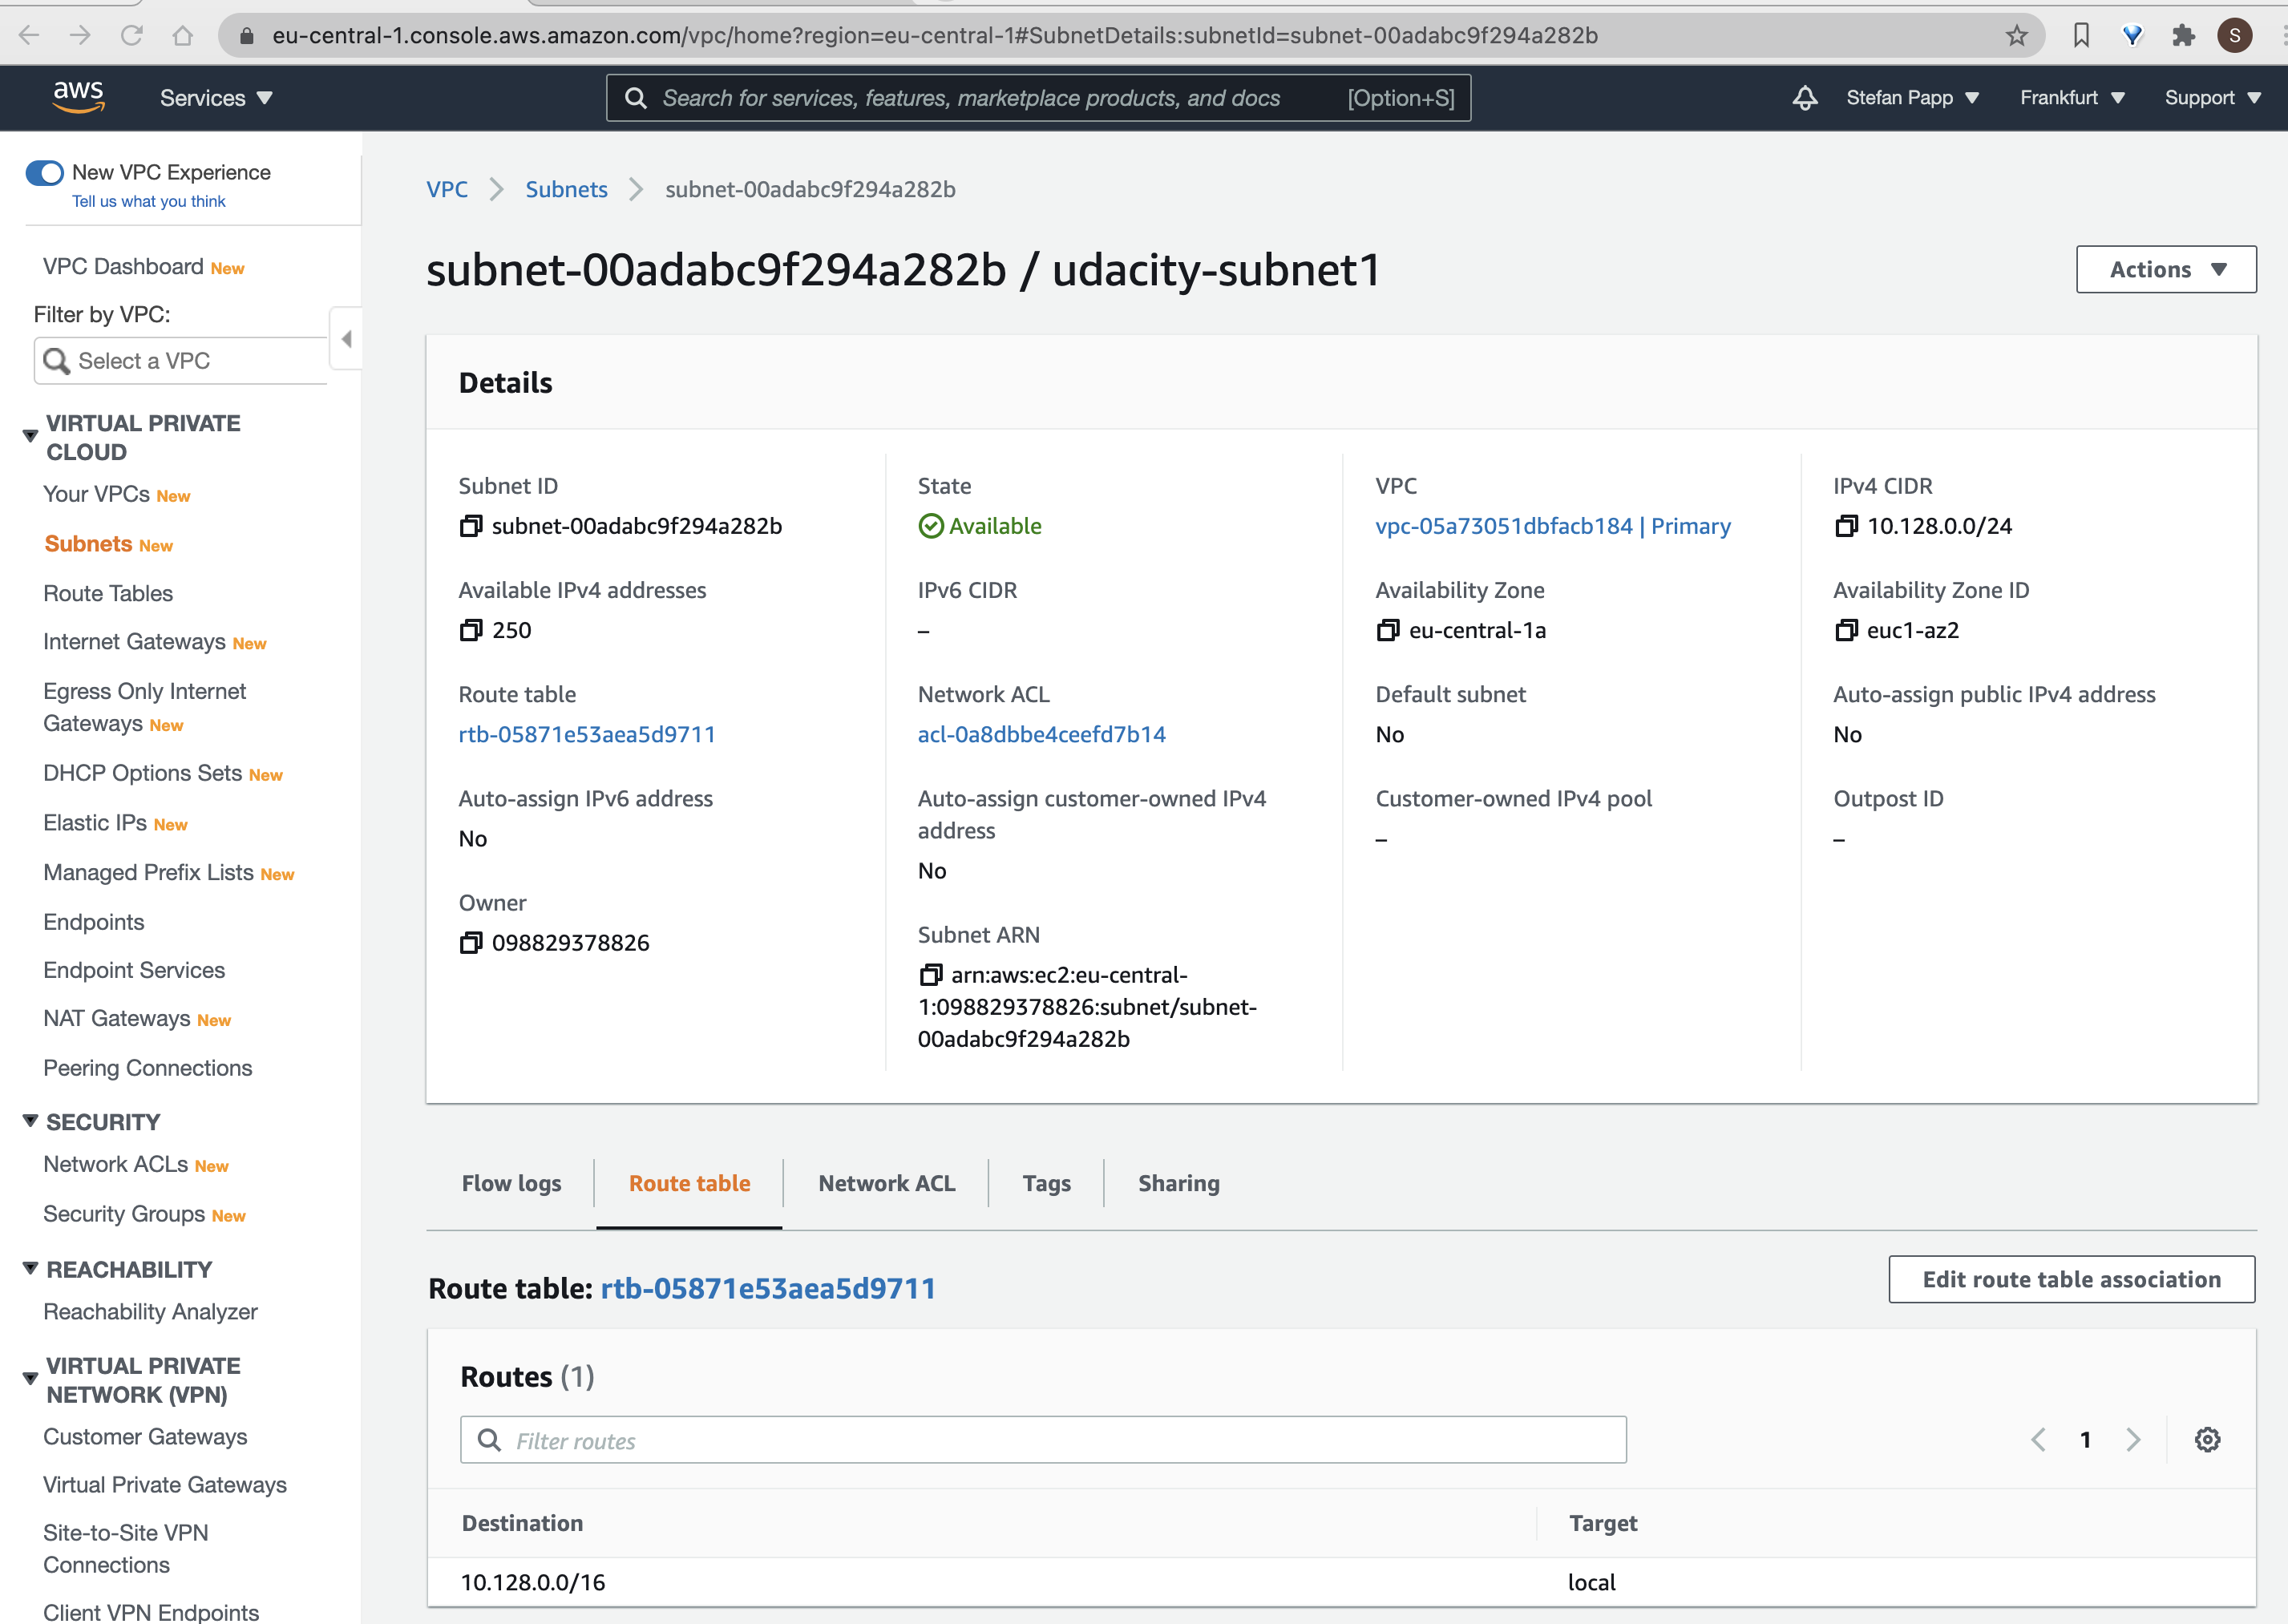 eu-central-1.console.aws.amazon.com/vpc/home?region=eu-central-1#SubnetDetails:subnetId=subnet-00adabc9f294a282b
S
aws
Services
Search for services, features, marketplace products, and docs
[Option+S]
Stefan Papp
Frankfurt
Support
New VPC Experience
Tell us what you think
VPC Dashboard New
Filter by VPC:
Select a VPC
VIRTUAL PRIVATE
CLOUD
Your VPCs New
Subnets New
Route Tables
Internet Gateways New
Egress Only Internet
Gateways New
DHCP Options Sets New
Elastic IPs New
Managed Prefix Lists New
Endpoints
Endpoint Services
NAT Gateways New
Peering Connections
SECURITY
Network ACLs New
Security Groups New
REACHABILITY
Reachability Analyzer
VIRTUAL PRIVATE
NETWORK (VPN)
Customer Gateways
Virtual Private Gateways
Site-to-Site VPN
Connections
Client VPN Endpoints
VPC
Subnets
subnet-00adabc9f294a282b
subnet-00adabc9f294a282b / udacity-subnet1
Actions
Details
Subnet ID
subnet-00adabc9f294a282b
Available IPv4 addresses
250
Route table
rtb-05871e53aea5d9711
Auto-assign IPv6 address
No
Owner
098829378826
State
Available
IPv6 CIDR
–
Network ACL
acl-0a8dbbe4ceefd7b14
Auto-assign customer-owned IPv4
address
No
Subnet ARN
arn:aws:ec2:eu-central-
1:098829378826:subnet/subnet-
00adabc9f294a282b
VPC
vpc-05a73051dbfacb184 | Primary
Availability Zone
eu-central-1a
Default subnet
No
Customer-owned IPv4 pool
–
IPv4 CIDR
10.128.0.0/24
Availability Zone ID
euc1-az2
Auto-assign public IPv4 address
No
Outpost ID
–
Flow logs
Route table
Network ACL
Tags
Sharing
Route table: rtb-05871e53aea5d9711
Edit route table association
Routes (1)
Filter routes
1
Destination
Target
10.128.0.0/16
local